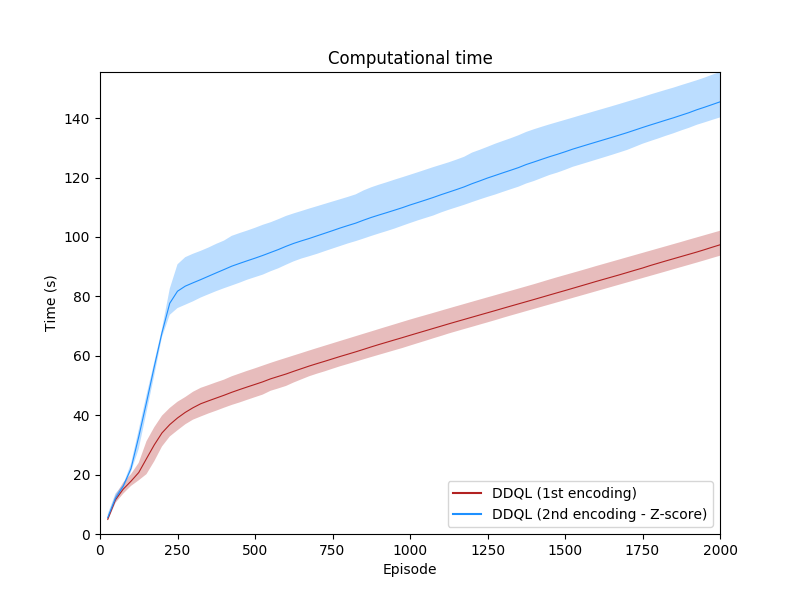 Computational time
Time (s)
140
120
100
80
60
40
20
0
0 250 500 750 1000 1250 1500 1750 2000
Episode
DDQL (1st encoding)
DDQL (2nd encoding - Z-score)